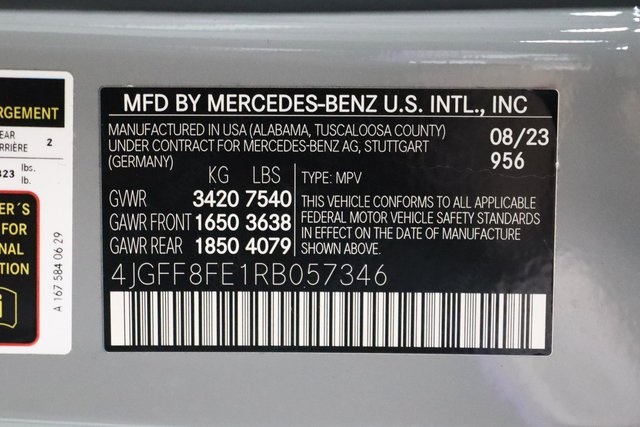 RGEMENT
EAR 2
RRIÈRE
323 lbs.
lb.
ER´S
FOR
NAL
TION
A 167 584 06 29
MFD BY MERCEDES-BENZ U.S. INTL., INC
MANUFACTURED IN USA (ALABAMA, TUSCALOOSA COUNTY)
UNDER CONTRACT FOR MERCEDES-BENZ AG, STUTTGART
(GERMANY)
08/23
956
KG LBS
GVWR 3420 7540
GAWR FRONT 1650 3638
GAWR REAR 1850 4079
TYPE: MPV
THIS VEHICLE CONFORMS TO ALL APPLICABLE
FEDERAL MOTOR VEHICLE SAFETY STANDARDS
IN EFFECT ON THE DATE OF MANUFACTURE
SHOWN ABOVE.
4JGFF8FE1RB057346